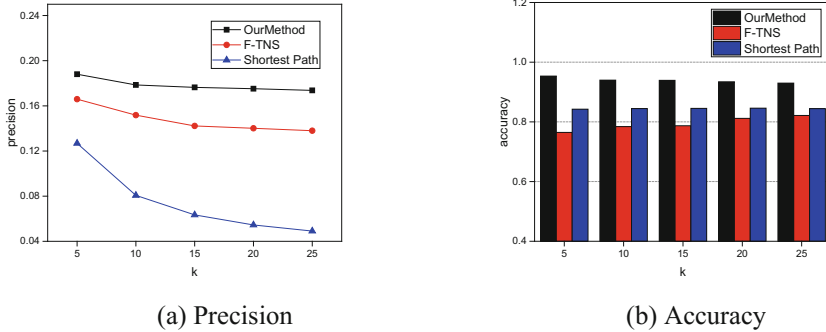 OurMethod
F-TNS
Shortest Path
0.24
0.20
0.16
0.12
0.08
0.04
precision
5 10 15 20 25
k
(a) Precision
OurMethod
F-TNS
Shortest Path
1.2
1.0
0.8
0.6
0.4
accuracy
5 10 15 20 25
k
(b) Accuracy